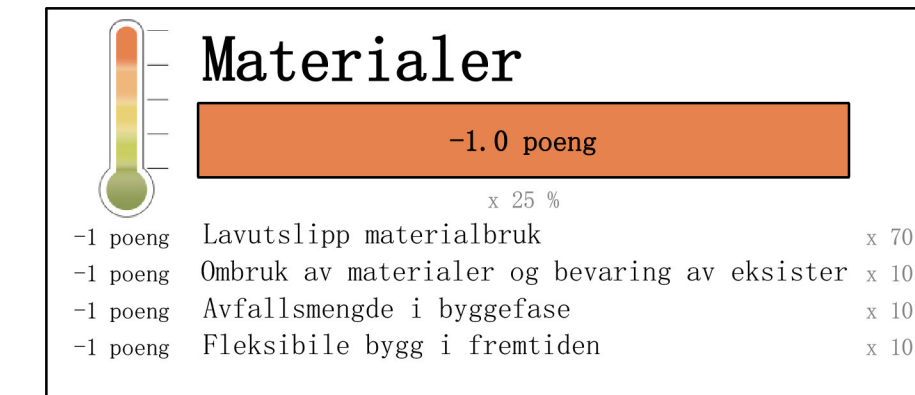 Materialer
-1.0 poeng
x 25 %
-1 poeng Lavutslipp materialbruk x 70
-1 poeng Ombruk av materialer og bevaring av eksister x 10
-1 poeng Avfallsmengde i byggefase x 10
-1 poeng Fleksibile bygg i fremtiden x 10